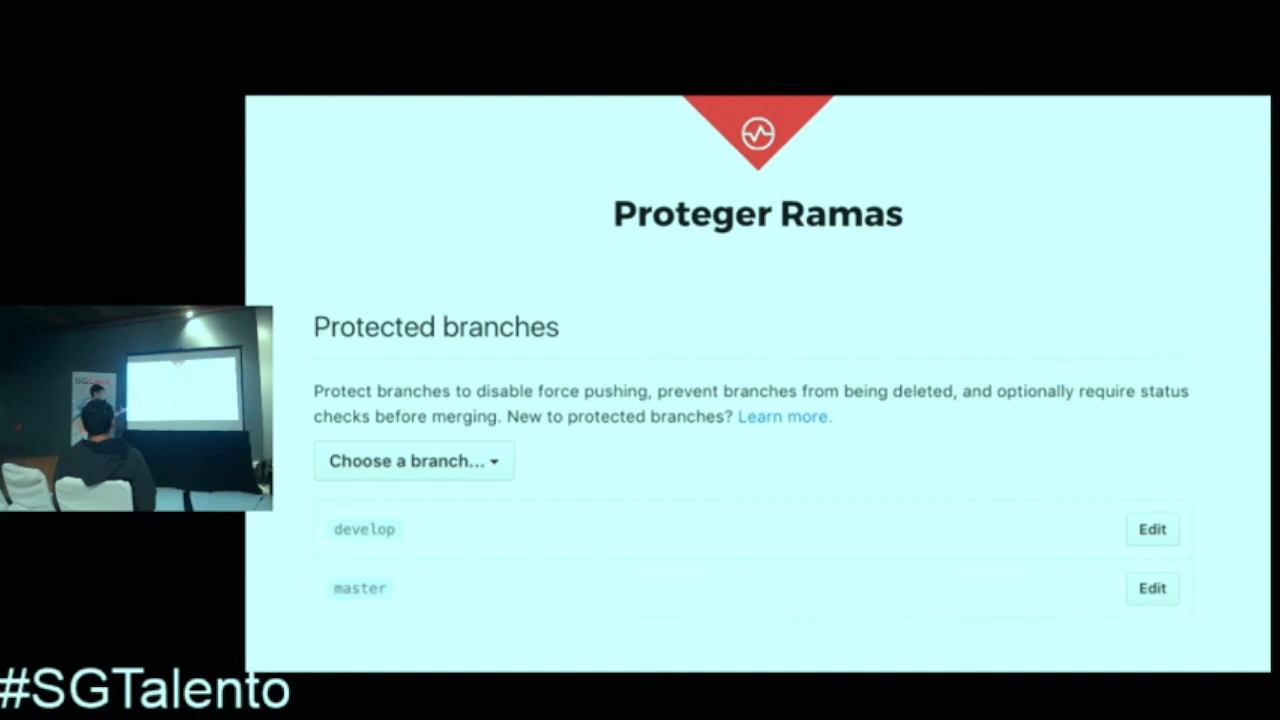 Proteger Ramas
Protected branches
Protect branches to disable force pushing, prevent branches from being deleted, and optionally require status
checks before merging. New to protected branches? Learn more.
Choose a branch...
develop
Edit
master
Edit
#SGTalento